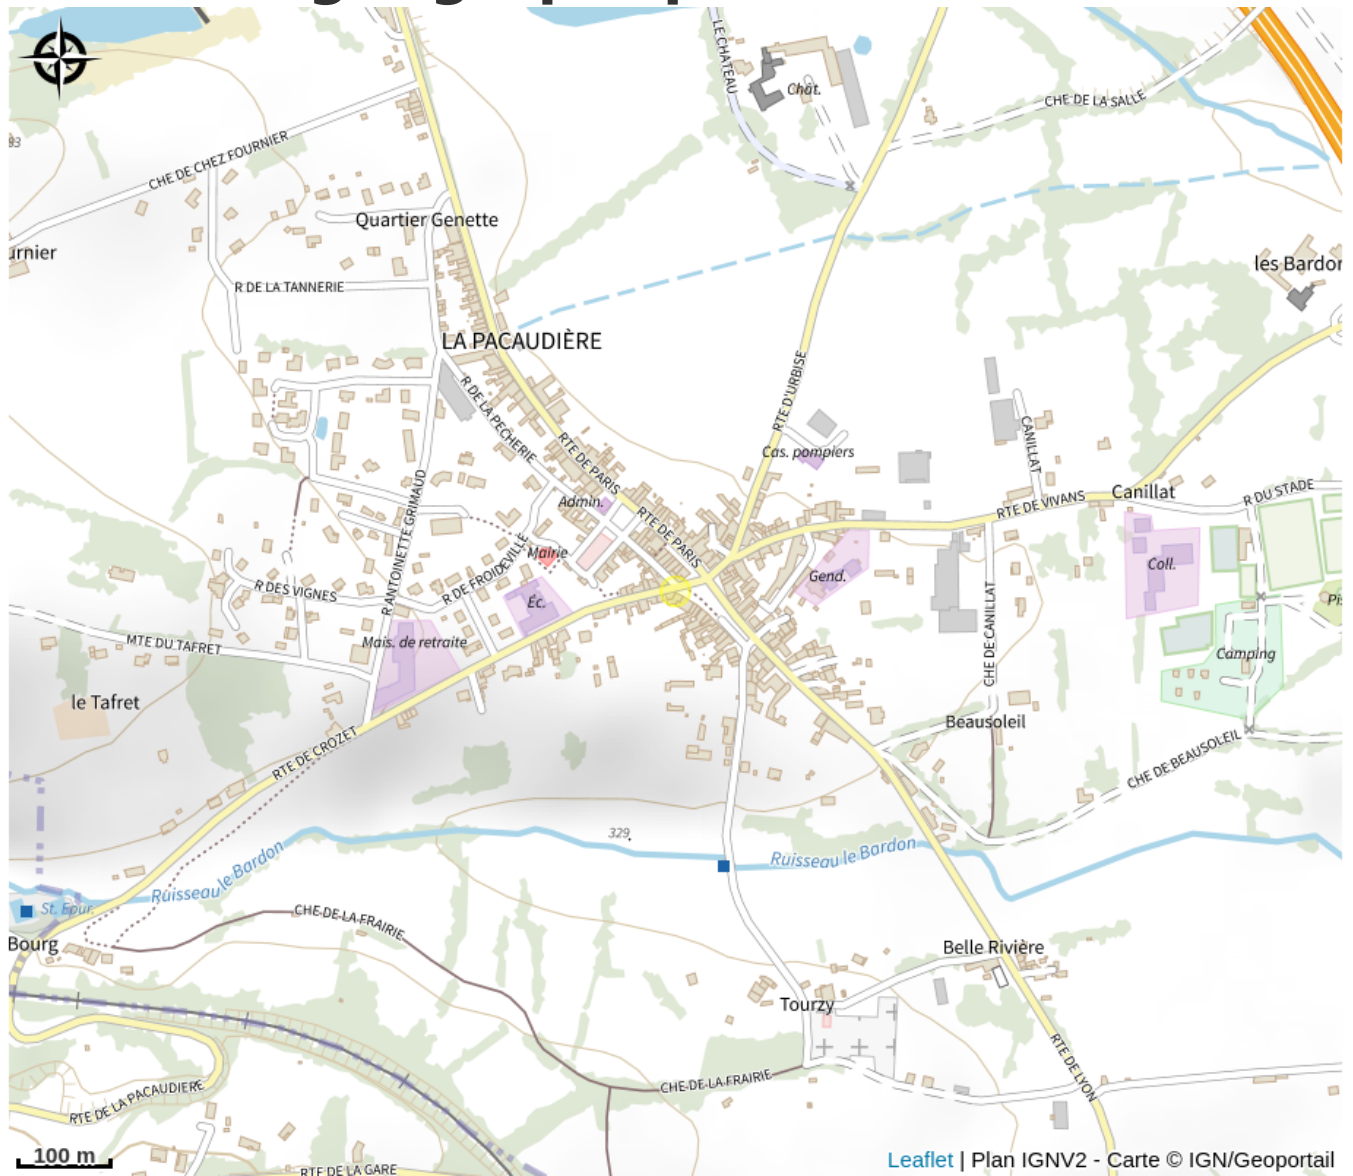 LE CHATEAU
Chât.
CHE DE LA SALLE
93
CHE DE CHEZ FOURNIER
Quartier Genette
urnier
les Bardon
R DE LA TANNERIE
LA PACAUDIÈRE
RTE D'URBISE
R DE LA PECHERIE
RTE DE PARIS
Cas. pompiers
CANILLAT
Canillat
R DU STADE
RTE DE VIVANS
Admin.
RTE DE PARIS
R ANTOINETTE GRIMAUD
Mairie
R DE FROIDEVILLE
Coll.
Gend.
R DES VIGNES
Éc.
Pis
CHE DE CANILLAT
MTE DU TAFRET
Mais. de retraite
Camping
le Tafret
Beausoleil
RTE DE CROZET
CHE DE BEAUSOLEIL
329
Ruisseau le Bardon
Ruisseau le Bardon
St. Epur.
CHE DE LA FRAIRIE
Bourg
Belle Rivière
Tourzy
RTE DE LYON
CHE DE LA FRAIRIE
RTE DE LA PACAUDIERE
100 m
RTE DE LA GARE
Leaflet | Plan IGNV2 - Carte © IGN/Geoportail